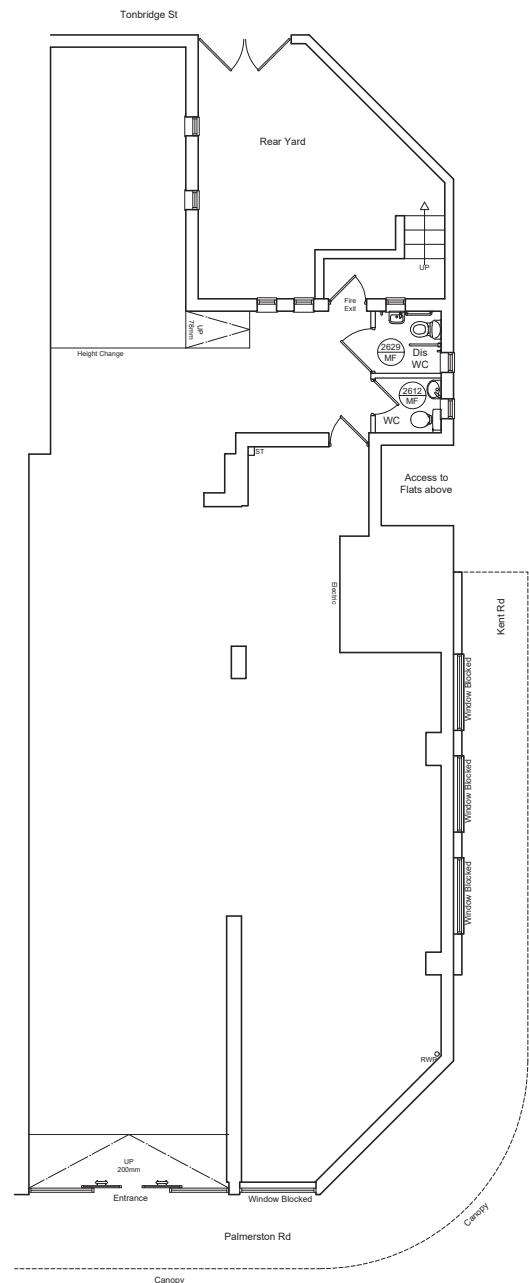 Tonbridge St
Rear Yard
UP
Fire
Exit
UP
78mm
Height Change
2629
MF
Dis
WC
2612
MF
WC
ST
Access to
Flats above
Electric
Kent Rd
Window Blocked
Window Blocked
Window Blocked
RWP
UP
200mm
Entrance
Window Blocked
Palmerston Rd
Canopy
Canopy